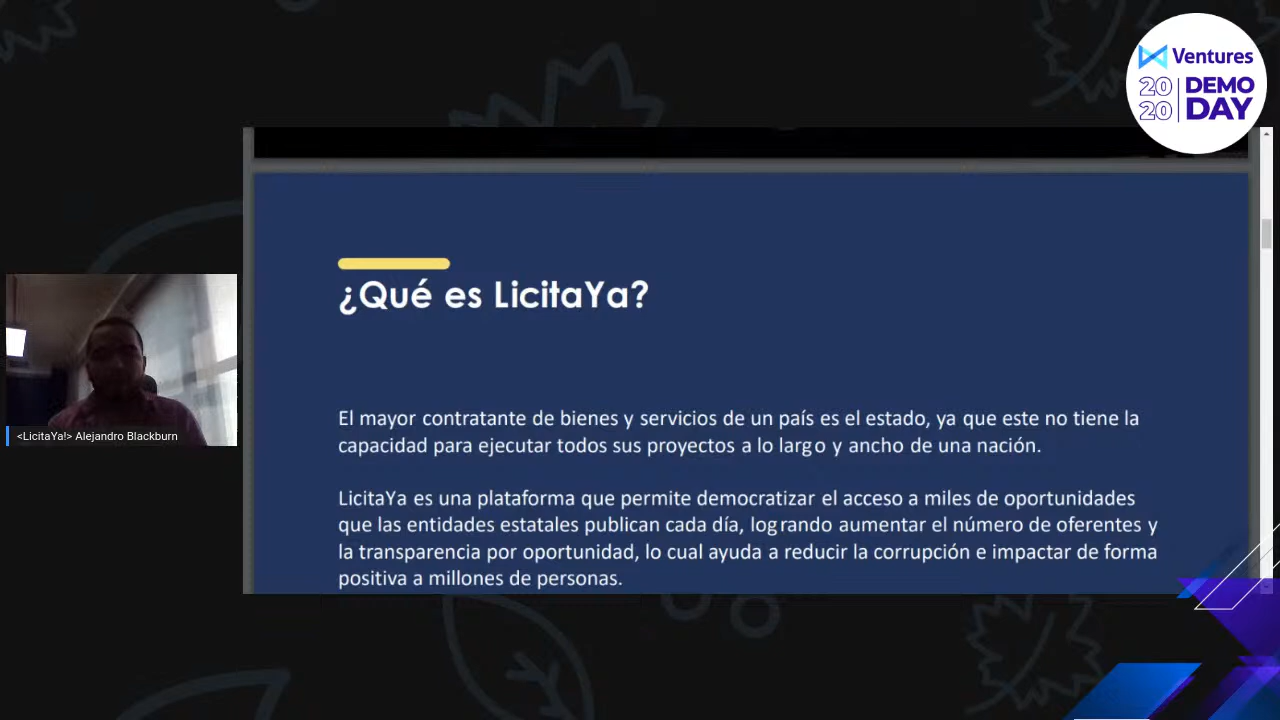 Ventures
20 DEMO
20 DAY
¿Qué es LicitaYa?
El mayor contratante de bienes y servicios de un país es el estado, ya que este no tiene la
capacidad para ejecutar todos sus proyectos a lo largo y ancho de una nación.
LicitaYa es una plataforma que permite democratizar el acceso a miles de oportunidades
que las entidades estatales publican cada día, logrando aumentar el número de oferentes y
la transparencia por oportunidad, lo cual ayuda a reducir la corrupción e impactar de forma
positiva a millones de personas.
<LicitaYa!> Alejandro Blackburn